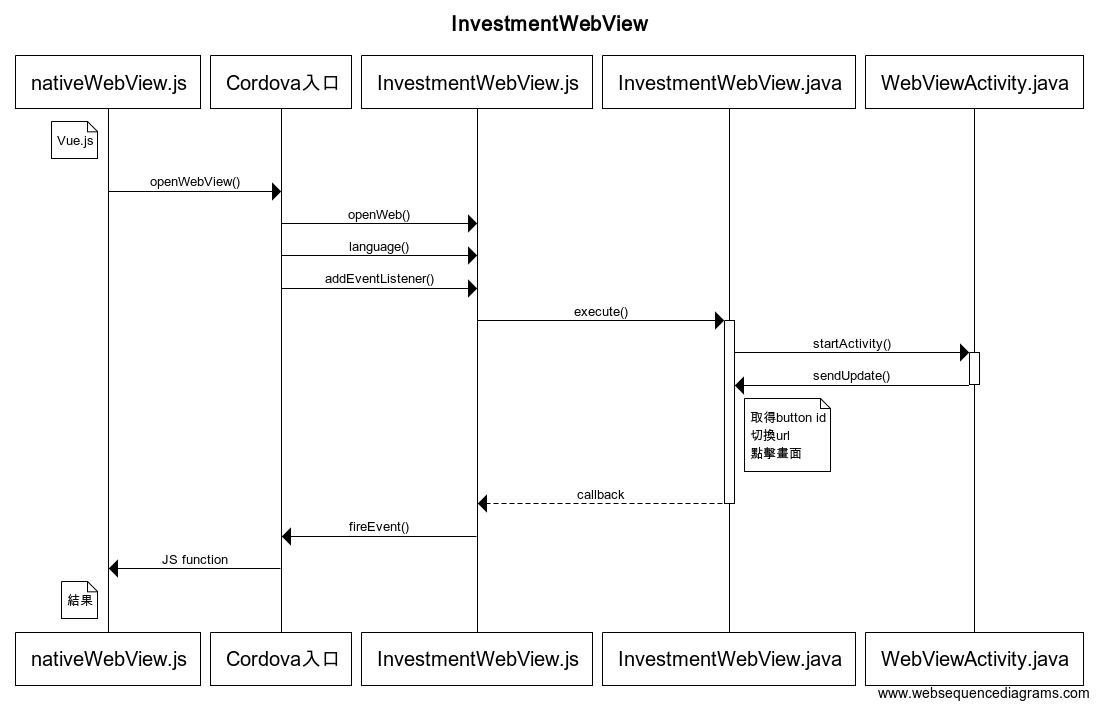 InvestmentWebView
nativeWebView.js
Cordova入口
InvestmentWebView.js
InvestmentWebView.java
WebViewActivity.java
Vue.js
openWebView()
openWeb()
language()
addEventListener()
execute()
startActivity()
sendUpdate()
取得button id
切換url
點擊畫面
callback
fireEvent()
JS function
結果
nativeWebView.js
Cordova入口
InvestmentWebView.js
InvestmentWebView.java
WebViewActivity.java
www.websequencediagrams.com